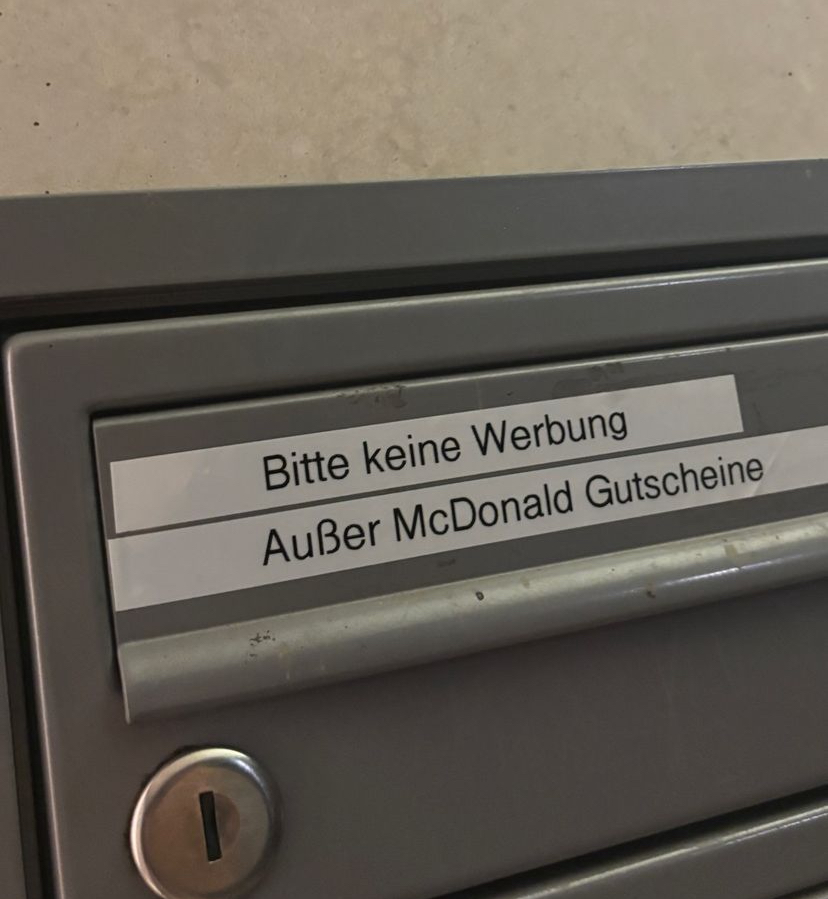 Bitte keine Werbung
Außer McDonald Gutscheine